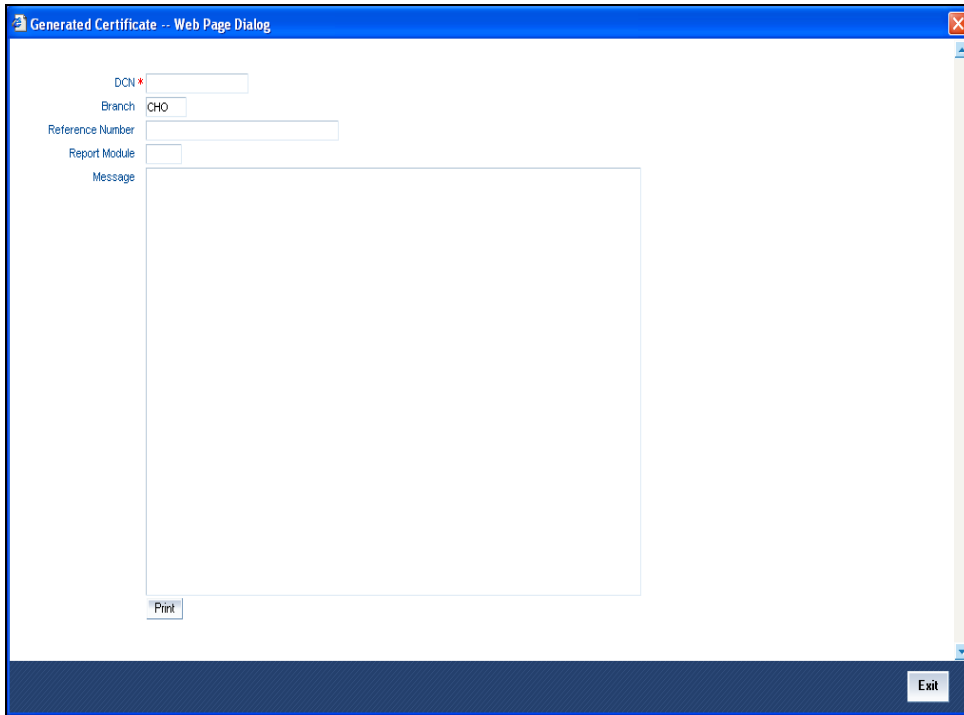 Generated Certificate -- Web Page Dialog
DCN *
Branch CHO
Reference Number
Report Module
Message
Print
Exit